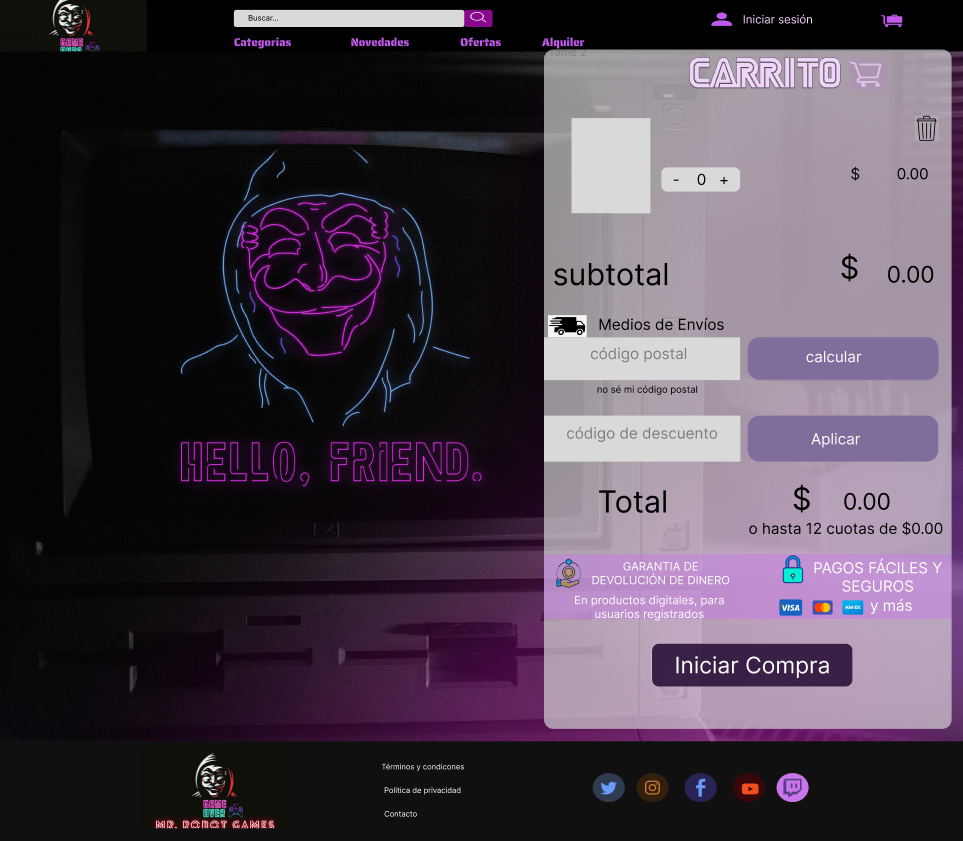 GAME
OVER
Buscar...
Iniciar sesión
Categorias
Novedades
Ofertas
Alquiler
CARRITO
- 0 +
$ 0.00
subtotal
$ 0.00
Medios de Envíos
código postal
calcular
no sé mi código postal
código de descuento
Aplicar
HELLO, FRIEND.
Total
$ 0.00
o hasta 12 cuotas de $0.00
GARANTIA DE
DEVOLUCIÓN DE DINERO
En productos digitales, para
usuarios registrados
PAGOS FÁCILES Y
SEGUROS
VISA
AMEX
y más
Iniciar Compra
GAME
OVER
MR. ROBOT GAMES
Términos y condicones
Política de privacidad
Contacto